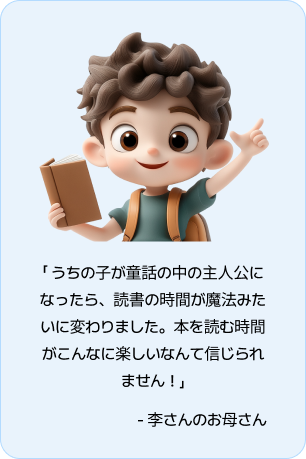 「うちの子が童話の中の主人公に
なったら、読書の時間が魔法みた
いに変わりました。本を読む時間
がこんなに楽しいなんて信じられ
ません！」
- 李さんのお母さん